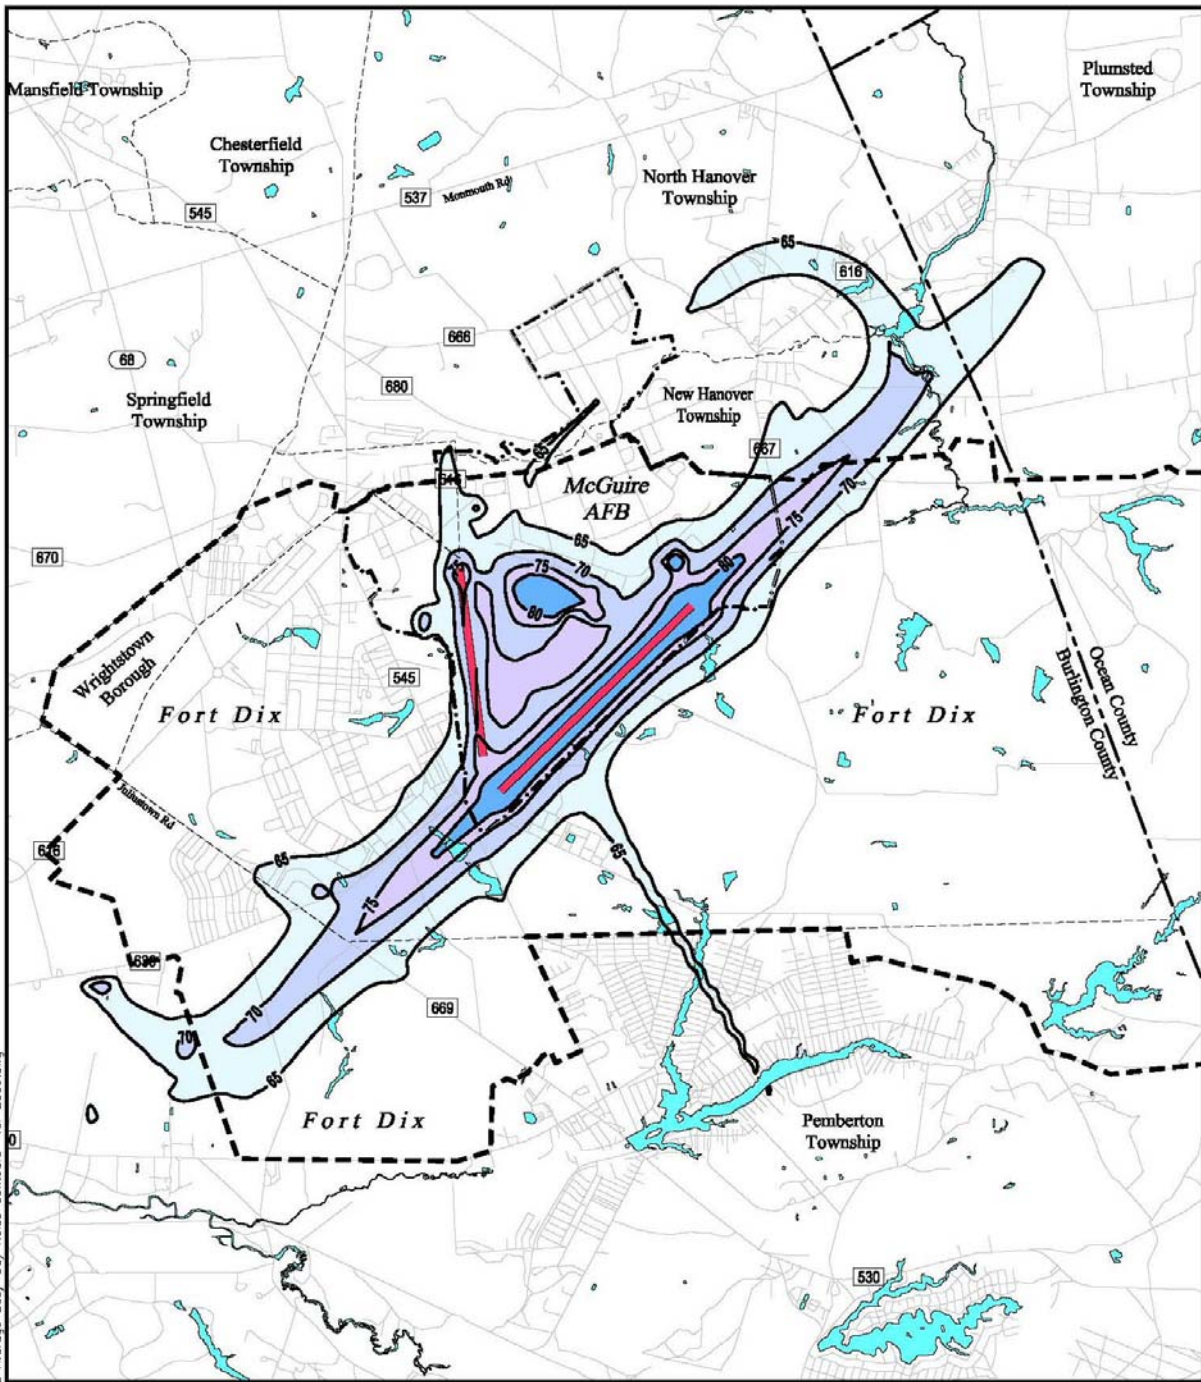 Mansfield Township
Plumsted
Township
Chesterfield
Township
North Hanover
Township
537
Monmouth Rd
545
65
616
666
68
680
Springfield
Township
New Hanover
Township
65
667
McGuire
AFB
70
75
65
670
75
70
80
75
80
Wrightstown
Borough
545
Fort Dix
Fort Dix
Ocean County
Burlington County
Juliustown Rd
65
65
616
75
669
70
70
65
Fort Dix
Pemberton
Township
530